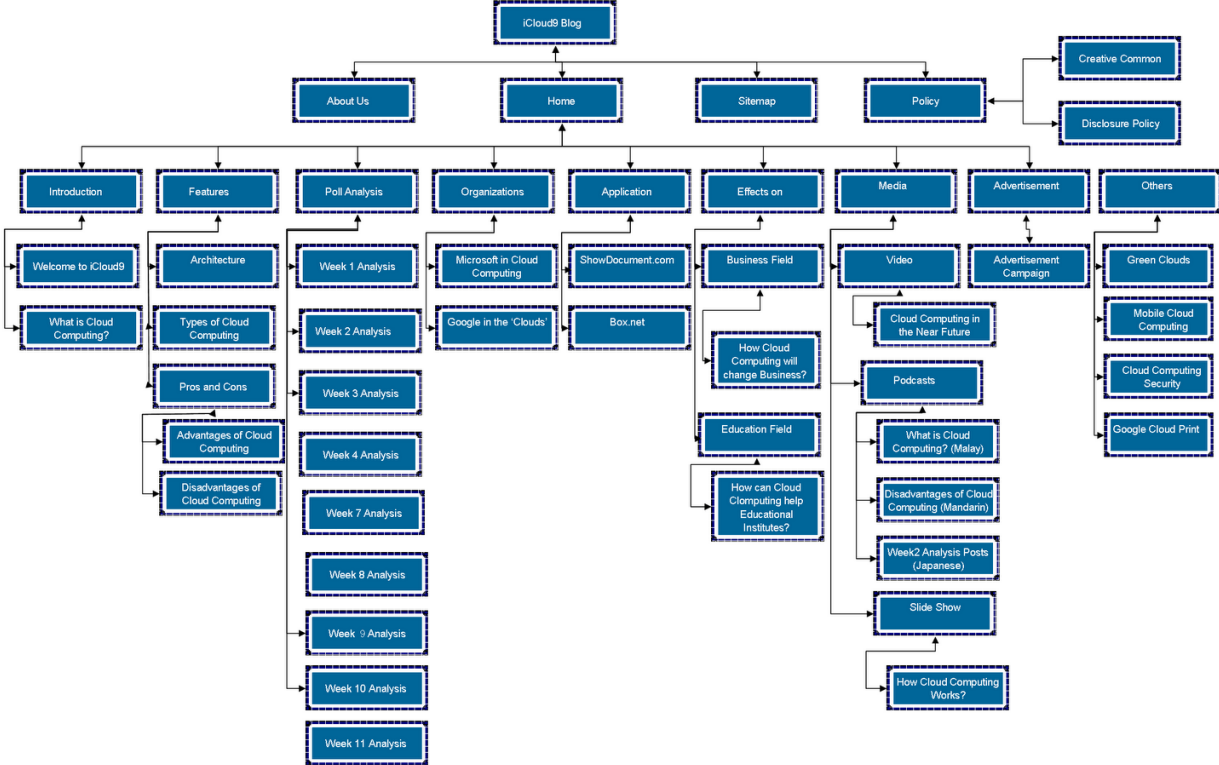 iCloud9 Blog
Creative Common
About Us
Home
Sitemap
Policy
Disclosure Policy
Introduction
Features
Poll Analysis
Organizations
Application
Effects on
Media
Advertisement
Others
Welcome to iCloud9
What is Cloud
Computing?
Architecture
Types of Cloud
Computing
Pros and Cons
Advantages of Cloud
Computing
Disadvantages of
Cloud Computing
Week 1 Analysis
Week 2 Analysis
Week 3 Analysis
Week 4 Analysis
Week 7 Analysis
Week 8 Analysis
Week 9 Analysis
Week 10 Analysis
Week 11 Analysis
Microsoft in Cloud
Computing
Google in the 'Clouds'
ShowDocument.com
Box.net
Business Field
How Cloud
Computing will
change Business?
Education Field
How can Cloud
Clomputing help
Educational
Institutes?
Video
Cloud Computing in
the Near Future
Podcasts
What is Cloud
Computing? (Malay)
Disadvantages of Cloud
Computing (Mandarin)
Week2 Analysis Posts
(Japanese)
Slide Show
How Cloud Computing
Works?
Advertisement
Campaign
Green Clouds
Mobile Cloud
Computing
Cloud Computing
Security
Google Cloud Print